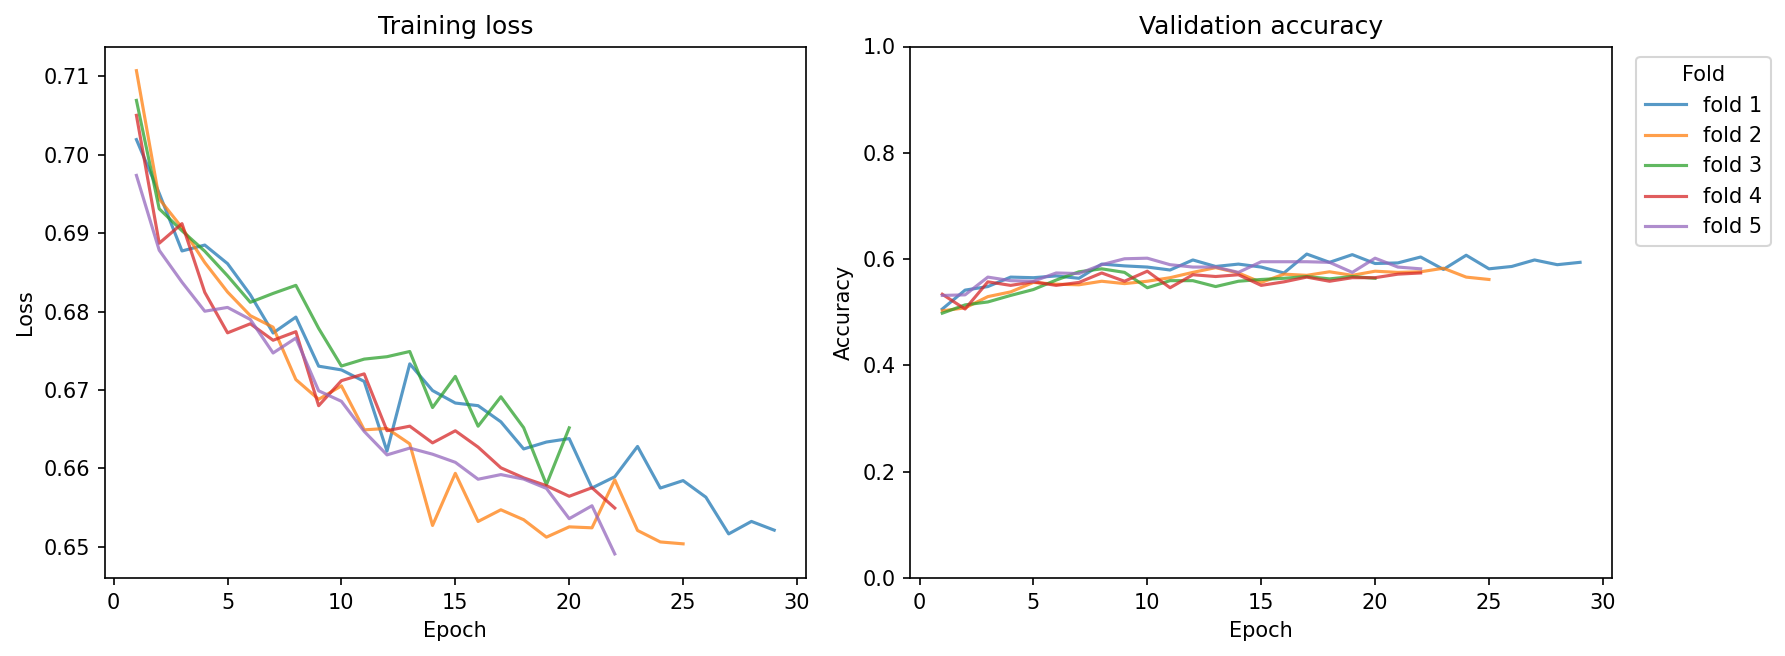 Training loss
Loss
0.71
0.70
0.69
0.68
0.67
0.66
0.65
0
5
10
15
20
25
30
Epoch
Validation accuracy
Accuracy
1.0
0.8
0.6
0.4
0.2
0.0
0
5
10
15
20
25
30
Epoch
Fold
fold 1
fold 2
fold 3
fold 4
fold 5